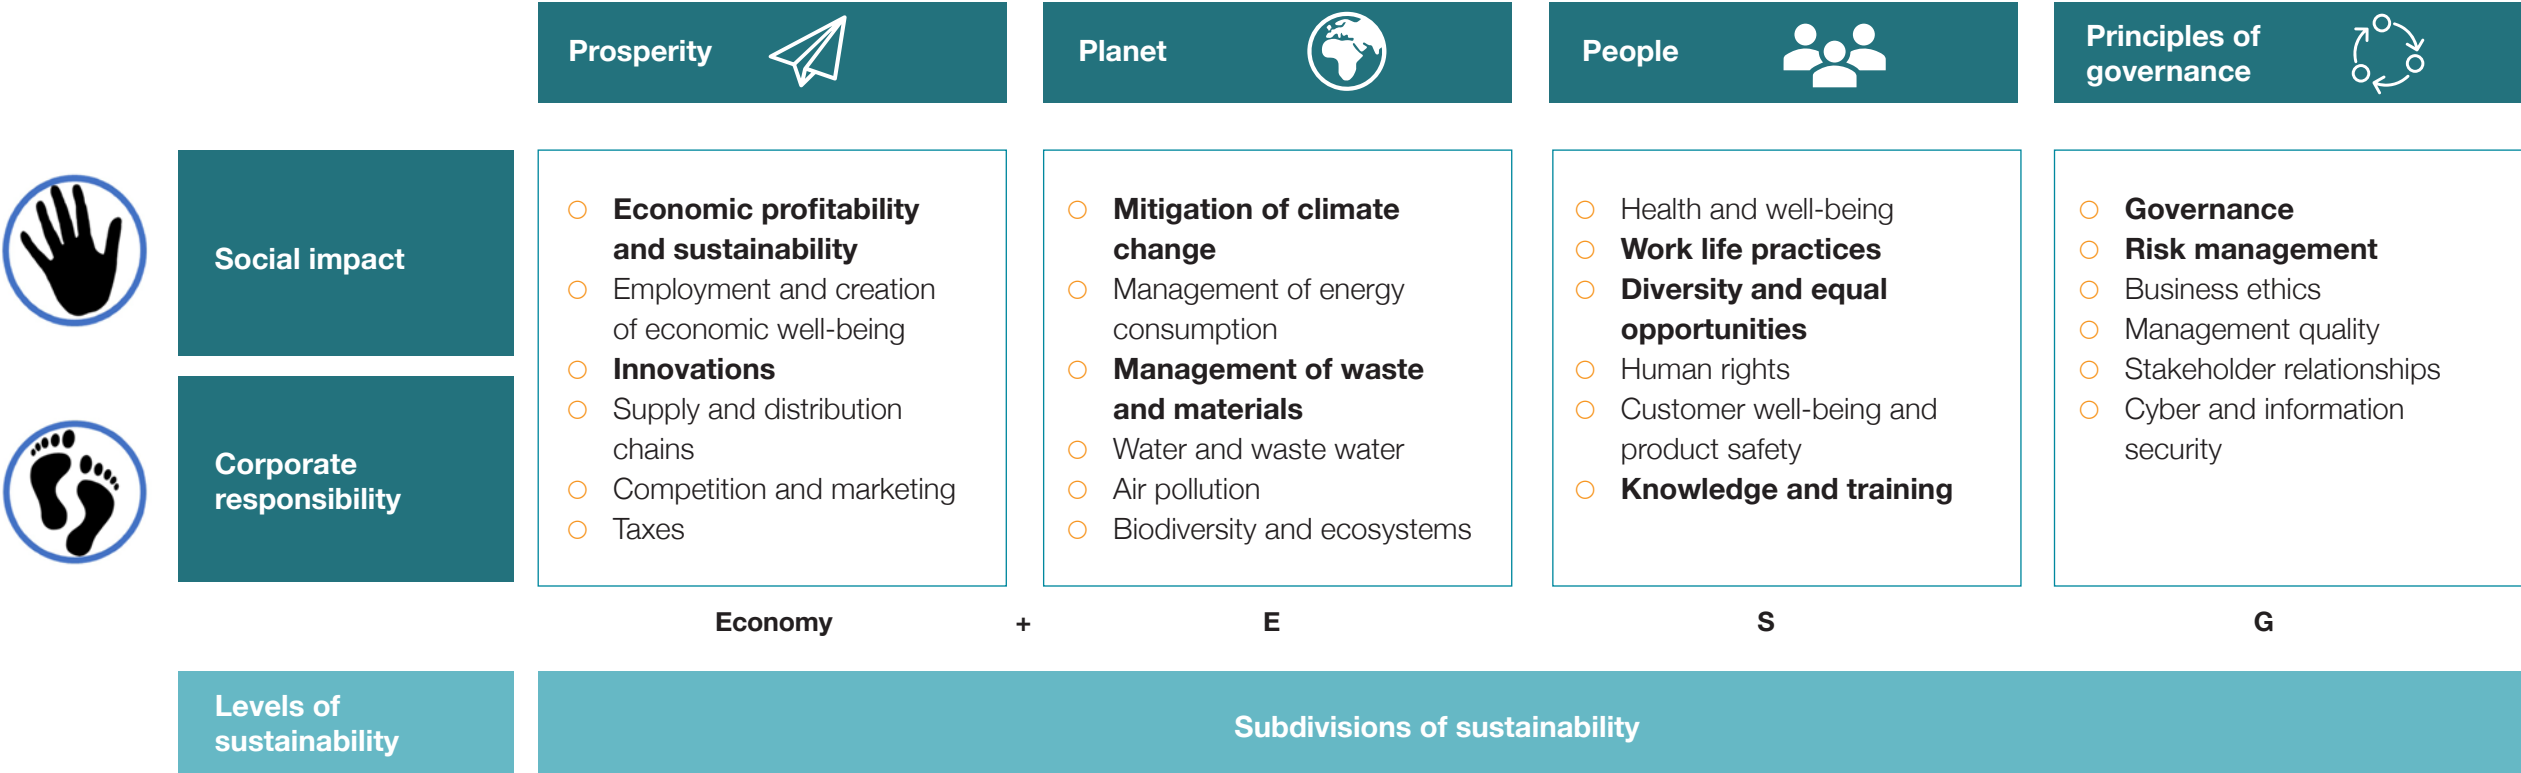 Prosperity
Planet
People
Principles of
governance
Social impact
Corporate
responsibility
Economic profitability
and sustainability
Employment and creation
of economic well-being
Innovations
Supply and distribution
chains
Competition and marketing
Taxes
Mitigation of climate
change
Management of energy
consumption
Management of waste
and materials
Water and waste water
Air pollution
Biodiversity and ecosystems
Health and well-being
Work life practices
Diversity and equal
opportunities
Human rights
Customer well-being and
product safety
Knowledge and training
Governance
Risk management
Business ethics
Management quality
Stakeholder relationships
Cyber and information
security
Economy
+
E
S
G
Levels of
sustainability
Subdivisions of sustainability